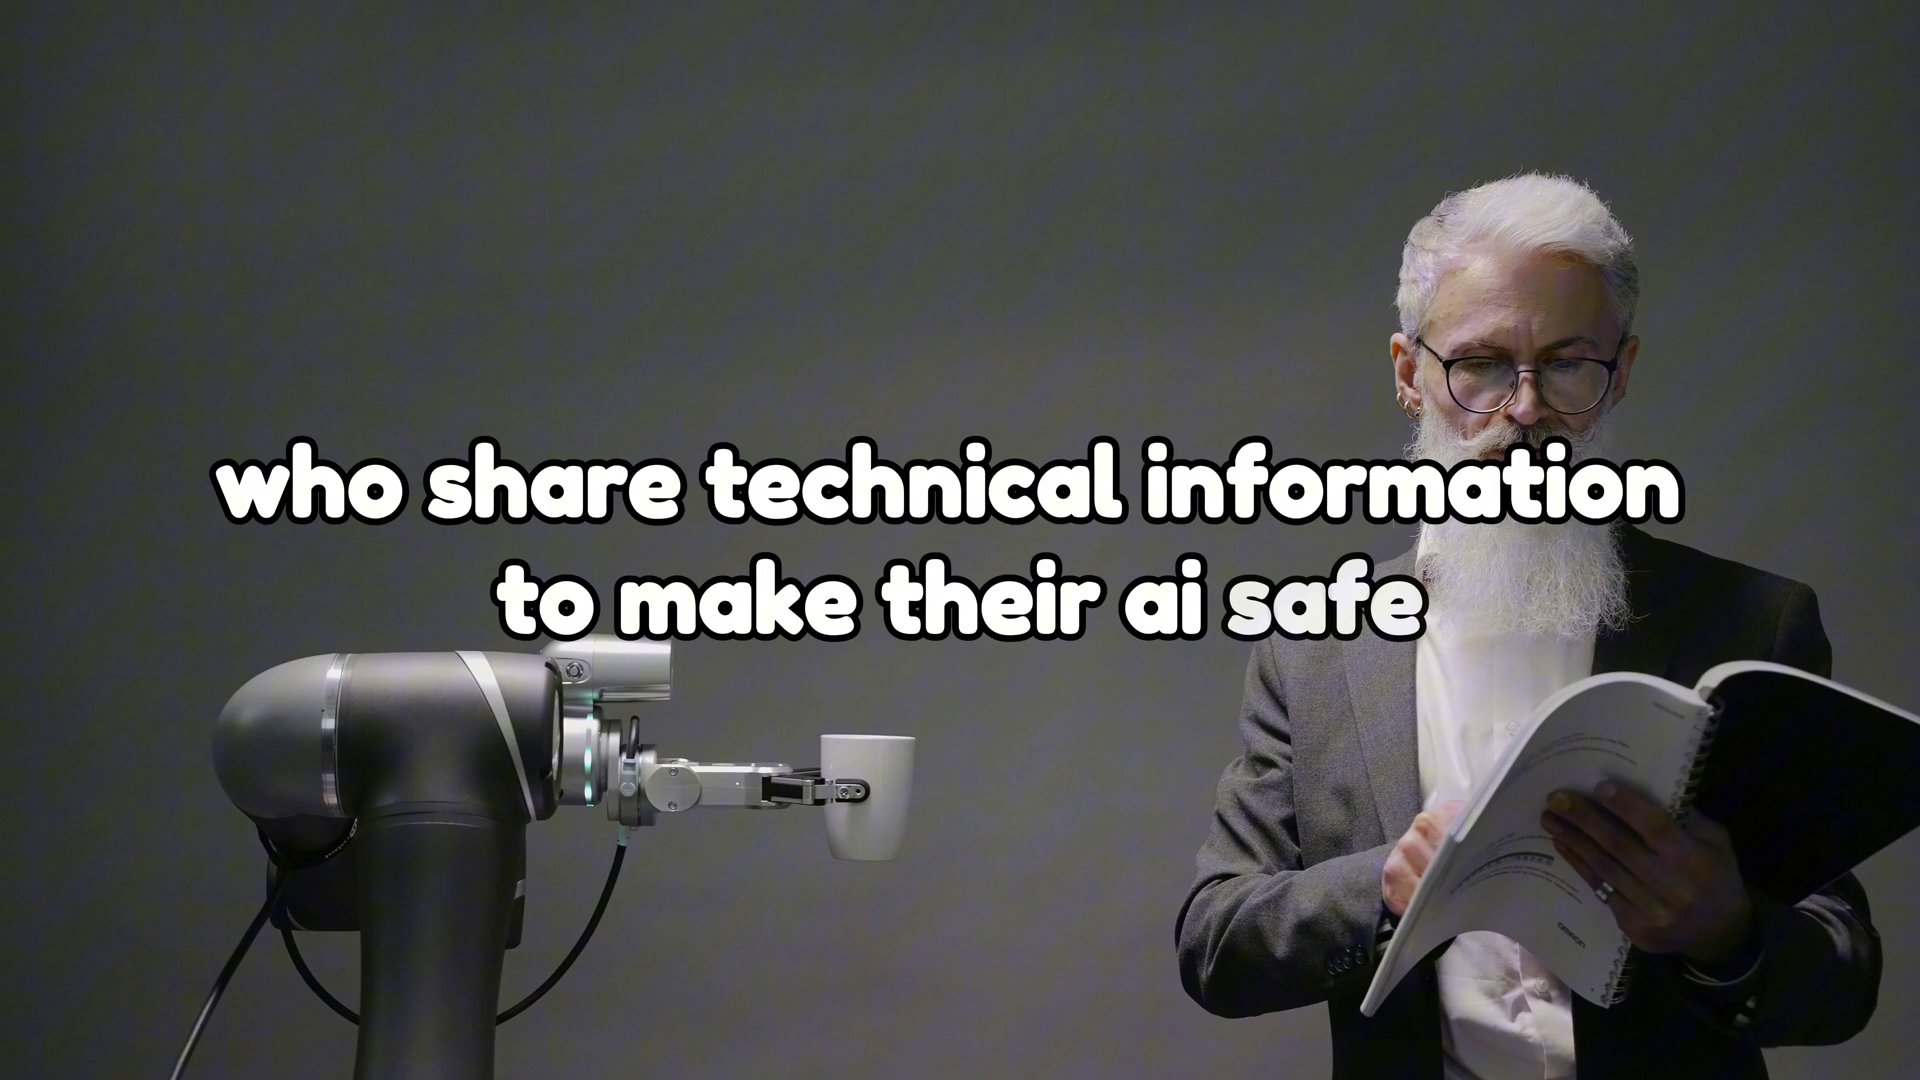 who share technical information
to make their ai safe